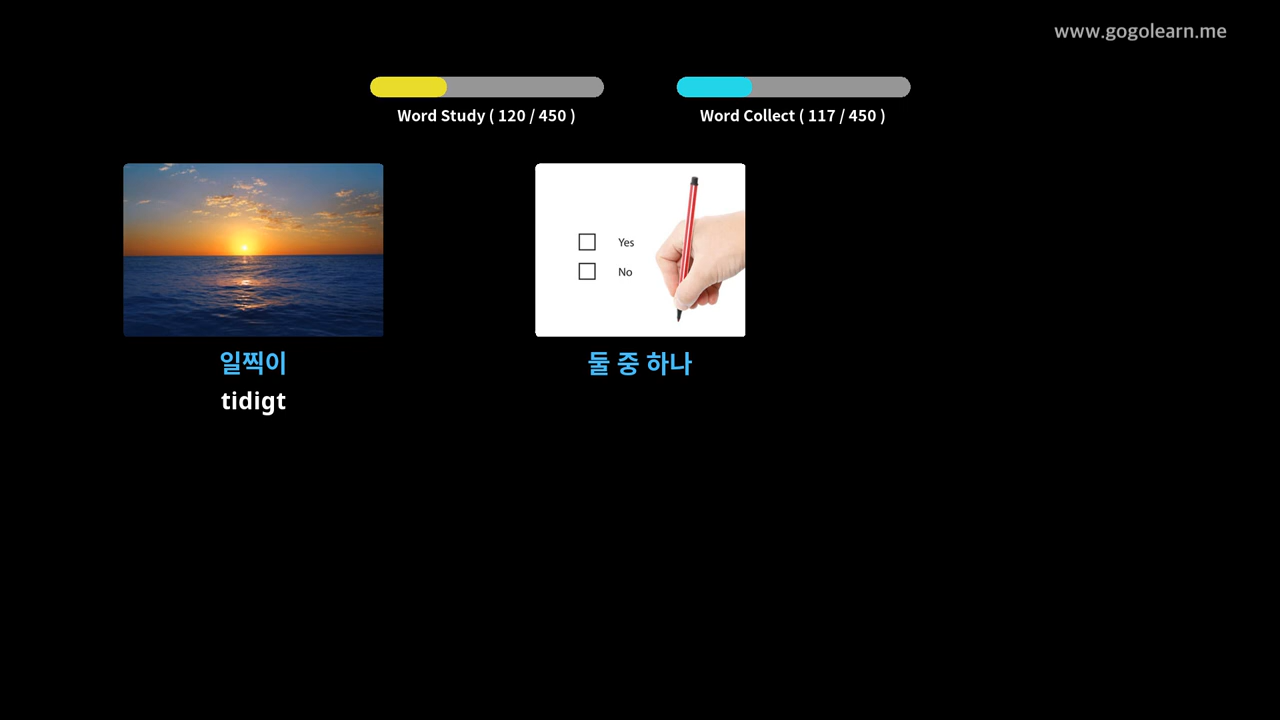 www.gogolearn.me
Word Study ( 120 / 450 )
Word Collect ( 117 / 450 )
Yes
No
일찍이
둘 중 하나
tidigt